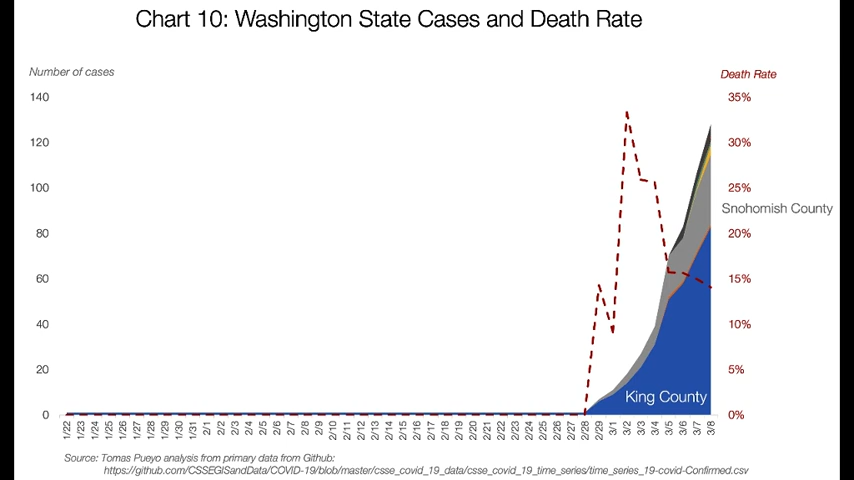 Chart 10: Washington State Cases and Death Rate
Number of cases
Death Rate
140
35%
120
30%
100
25%
Snohomish County
80
20%
60
15%
40
10%
20
5%
King County
0
0%
1/22 1/23 1/24 1/25 1/26 1/27 1/28 1/29 1/30 1/31 2/1 2/2 2/3 2/4 2/5 2/6 2/7 2/8 2/9 2/10 2/11 2/12 2/13 2/14 2/15 2/16 2/17 2/18 2/19 2/20 2/21 2/22 2/23 2/24 2/25 2/26 2/27 2/28 2/29 3/1 3/2 3/3 3/4 3/5 3/6 3/7 3/8
Source: Tomas Pueyo analysis from primary data from Github:
https://github.com/CSSEGISandData/COVID-19/blob/master/csse_covid_19_data/csse_covid_19_time_series/time_series_19-covid-Confirmed.csv